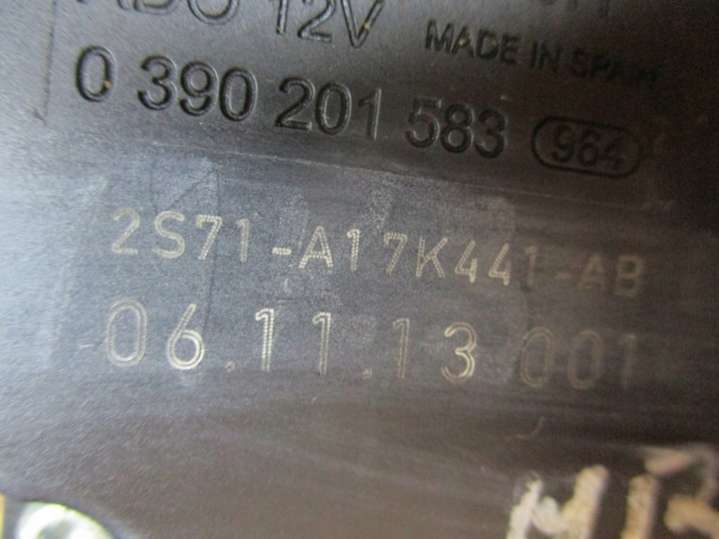 12V
MADE IN SPAIN
0 390 201 583 964
2S71-A17K441-AB
06.11.13 001